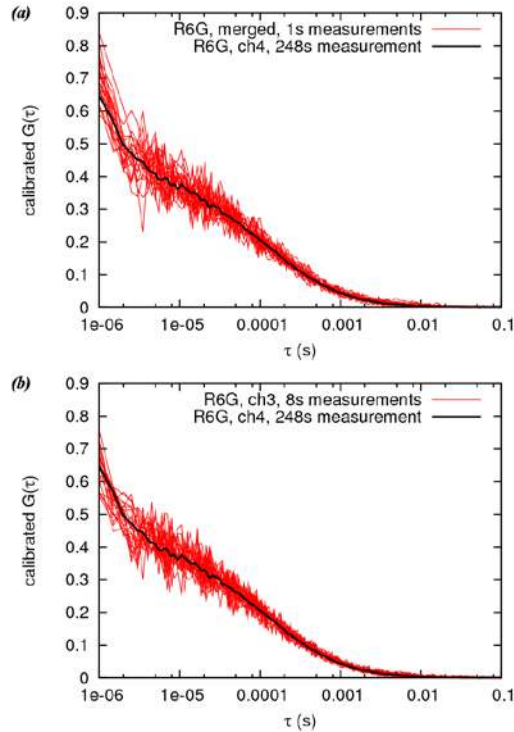 (a)
0.9
R6G, merged, 1s measurements
0.8
R6G, ch4, 248s measurement
0.7
0.6
0.5
calibrated G(τ)
0.4
0.3
0.2
0.1
0
1e-06 1e-05 0.0001 0.001 0.01 0.1
τ (s)
(b)
0.9
R6G, ch3, 8s measurements
0.8
R6G, ch4, 248s measurement
0.7
0.6
0.5
calibrated G(τ)
0.4
0.3
0.2
0.1
0
1e-06 1e-05 0.0001 0.001 0.01 0.1
τ (s)